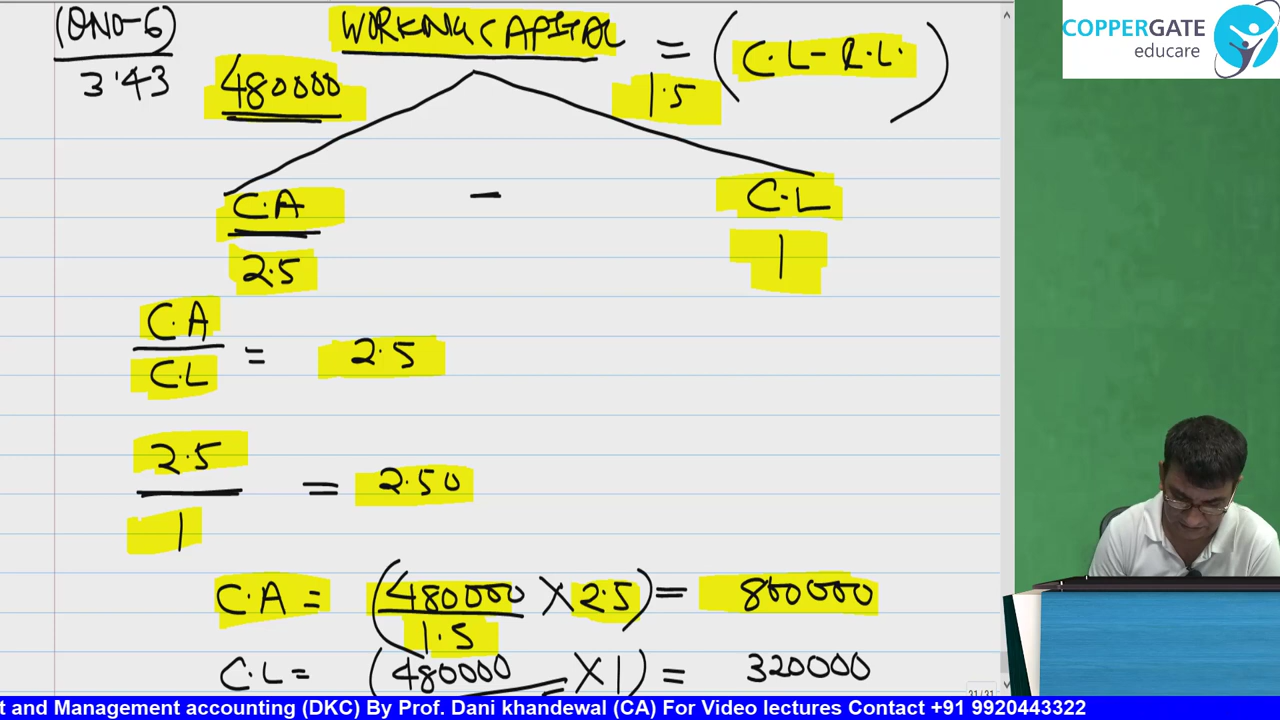 (QNO-6)
3.43
WORKING CAPITAL = (C.L-R.L.)
480000
1.5
C.A - C.L
2.5 1
C.A
C.L
= 2.5
2.5
1
= 2.50
C.A = (480000 X 2.5) = 800000
1.5
C.L = (480000 X 1) = 320000
31/31
COPPERGATE
educare
t and Management accounting (DKC) By Prof. Dani khandewal (CA) For Video lectures Contact +91 9920443322